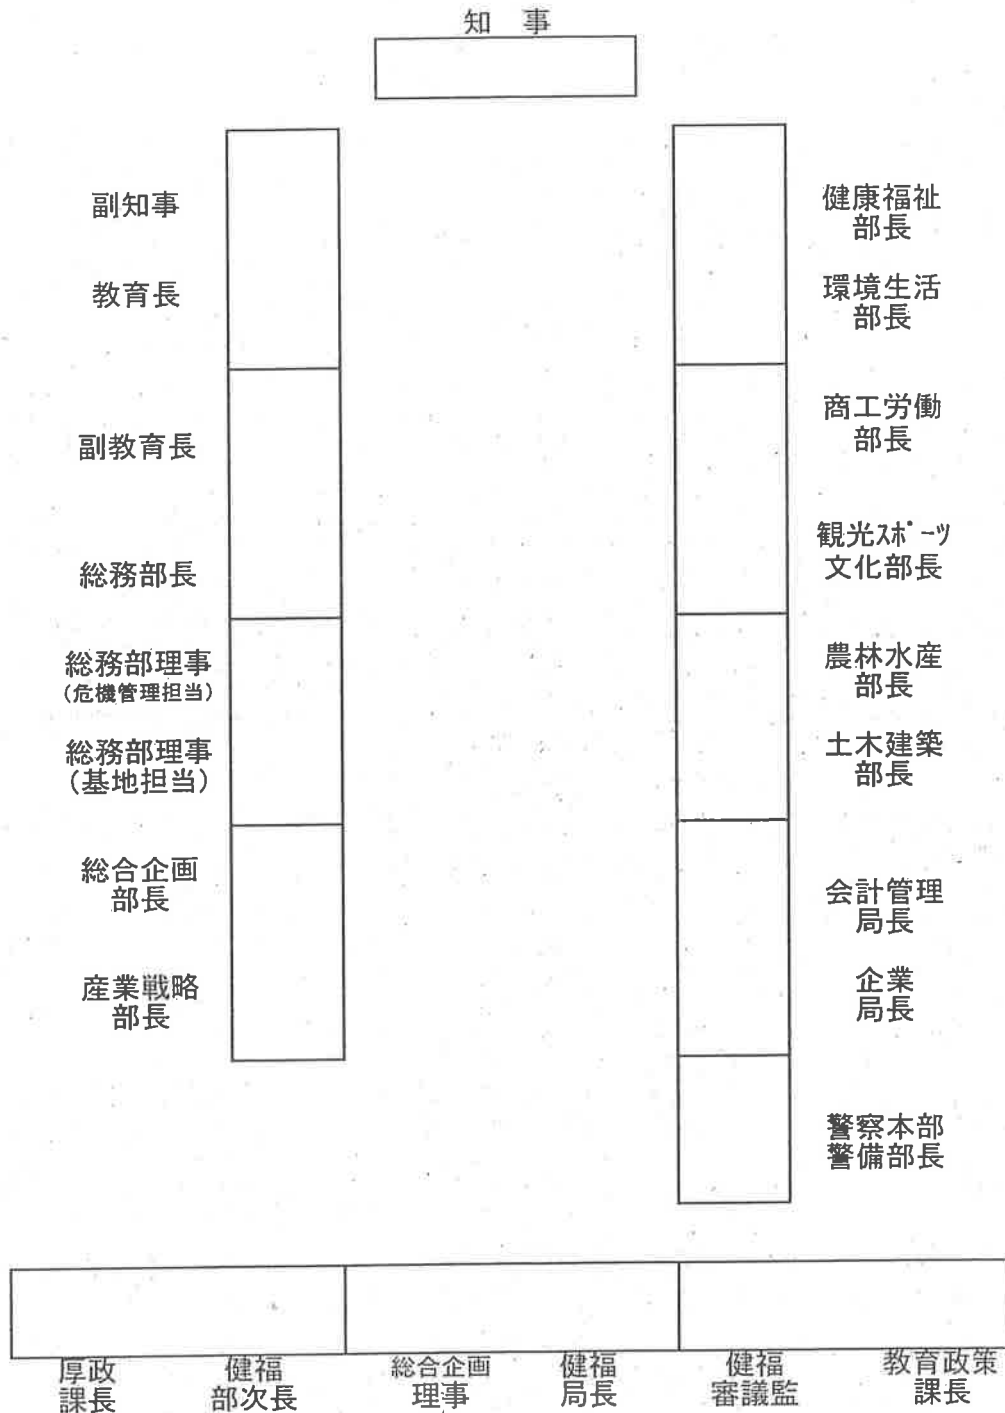 知　事
副知事
教育長
副教育長
総務部長
総務部理事
（危機管理担当）
総務部理事
（基地担当）
総合企画
部長
産業戦略
部長
健康福祉
部長
環境生活
部長
商工労働
部長
観光ｽﾎﾟｰﾂ
文化部長
農林水産
部長
土木建築
部長
会計管理
局長
企業
局長
警察本部
警備部長
厚政
課長
健福
部次長
総合企画
理事
健福
局長
健福
審議監
教育政策
課長